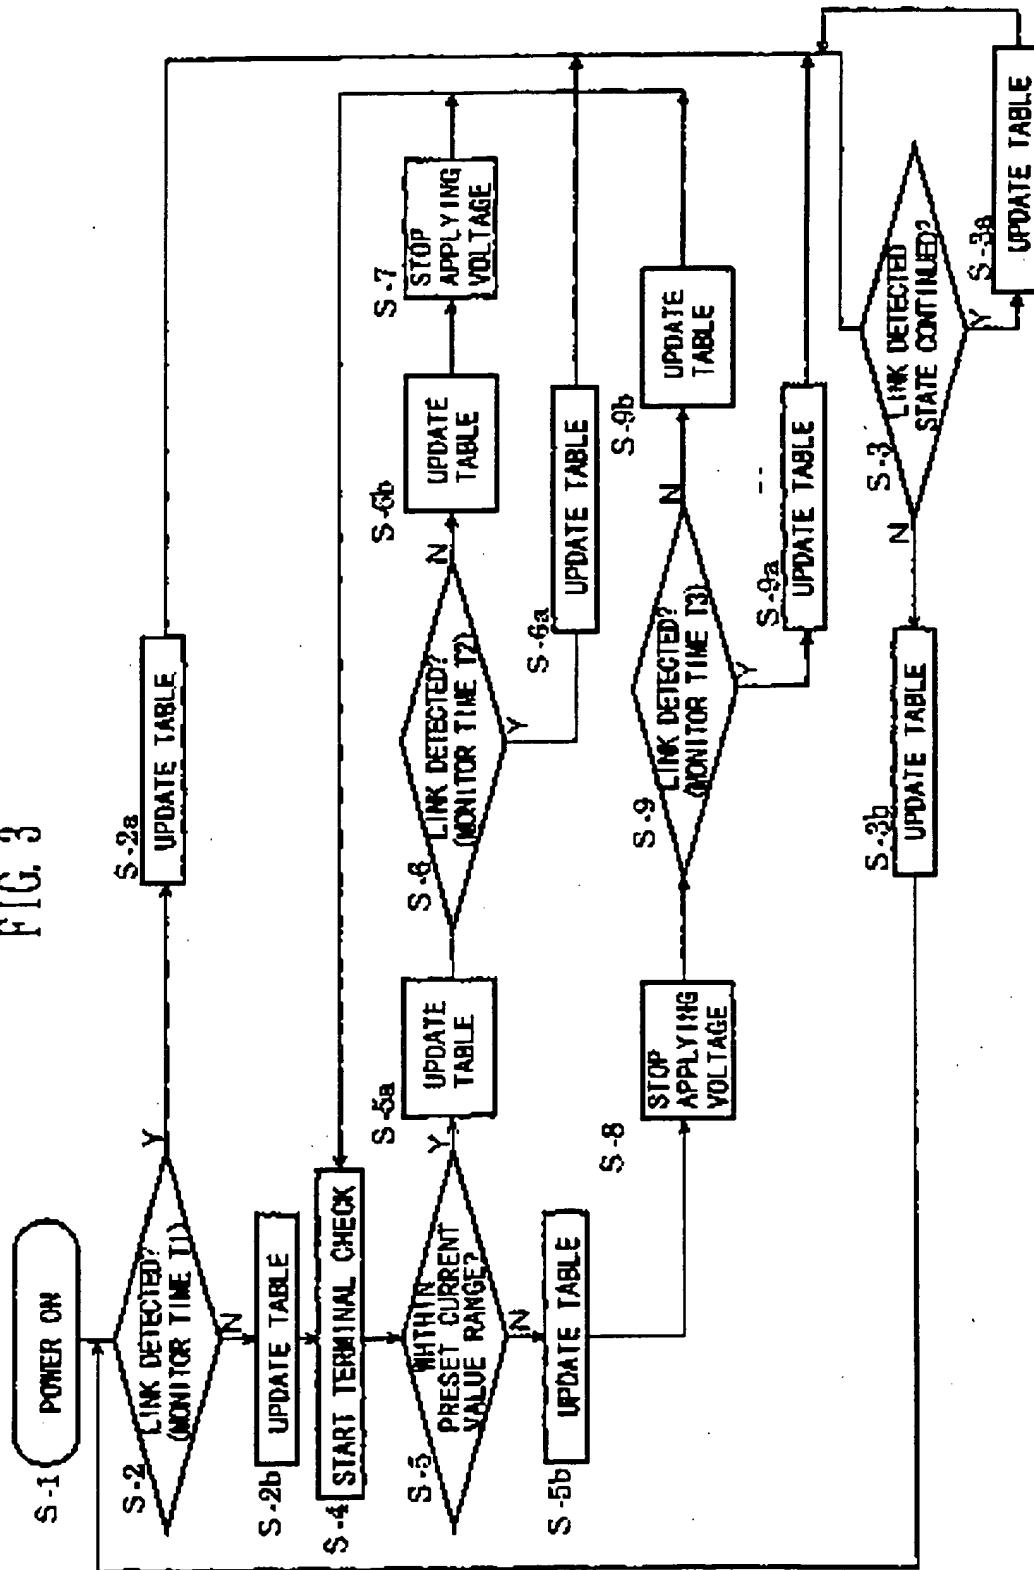 FIG. 3
S-1
POWER ON
S-2
LINK DETECTED?
(MONITOR TIME T1)
Y
N
S-2a
UPDATE TABLE
S-2b
UPDATE TABLE
S-4
START TERMINAL CHECK
S-5
WHTHIN
PRESET CURRENT
VALUE RANGE?
Y
N
S-5a
UPDATE
TABLE
S-6
LINK DETECTED?
(MONITOR TIME T2)
N
Y
S-6b
UPDATE
TABLE
S-7
STOP
APPLYING
VOLTAGE
S-6a
UPDATE TABLE
S-5b
UPDATE TABLE
S-8
STOP
APPLYING
VOLTAGE
S-9
LINK DETECTED?
(MONITOR TIME T3)
N
Y
S-9b
UPDATE
TABLE
S-9a
UPDATE TABLE
S-3
LINK DETECTED
STATE CONTINUED?
N
Y
S-3b
UPDATE TABLE
S-3a
UPDATE TABLE